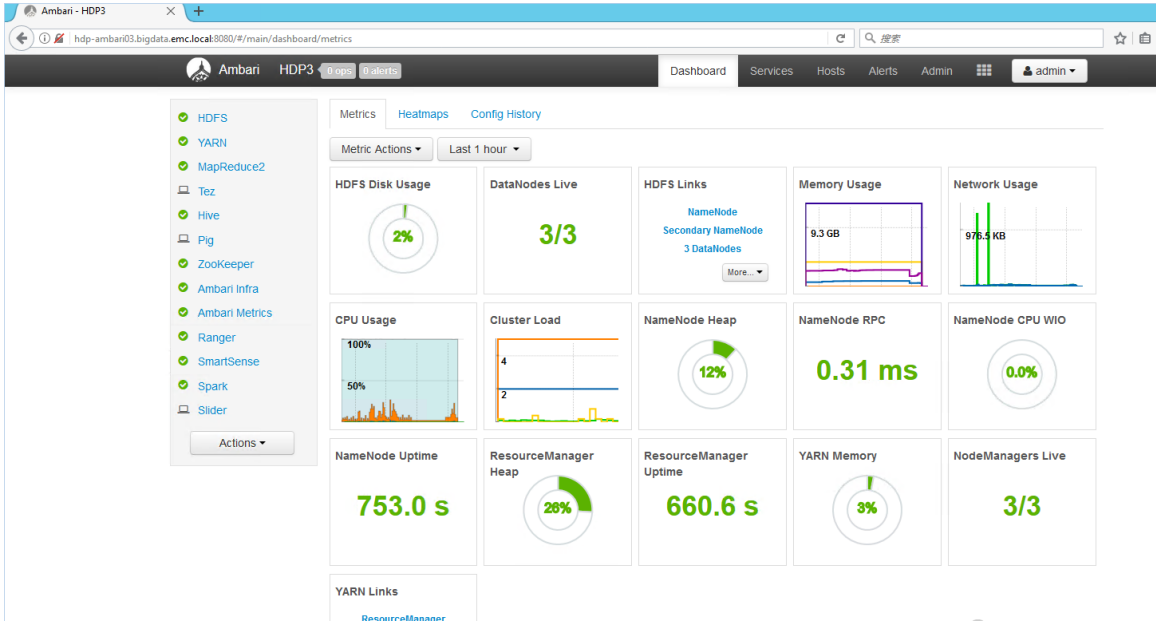 Ambari - HDP3
hdp-ambari03.bigdata.emc.local:8080/#/main/dashboard/metrics
搜索
Ambari HDP3 0 ops 0 alerts Dashboard Services Hosts Alerts Admin admin
HDFS
YARN
MapReduce2
Tez
Hive
Pig
ZooKeeper
Ambari Infra
Ambari Metrics
Ranger
SmartSense
Spark
Slider
Actions
Metrics Heatmaps Config History
Metric Actions Last 1 hour
HDFS Disk Usage
2%
DataNodes Live
3/3
HDFS Links
NameNode
Secondary NameNode
3 DataNodes
More...
Memory Usage
9.3 GB
Network Usage
976.5 KB
CPU Usage
100%
50%
Cluster Load
4
2
NameNode Heap
12%
NameNode RPC
0.31 ms
NameNode CPU WIO
0.0%
NameNode Uptime
753.0 s
ResourceManager
Heap
26%
ResourceManager
Uptime
660.6 s
YARN Memory
3%
NodeManagers Live
3/3
YARN Links
ResourceManager